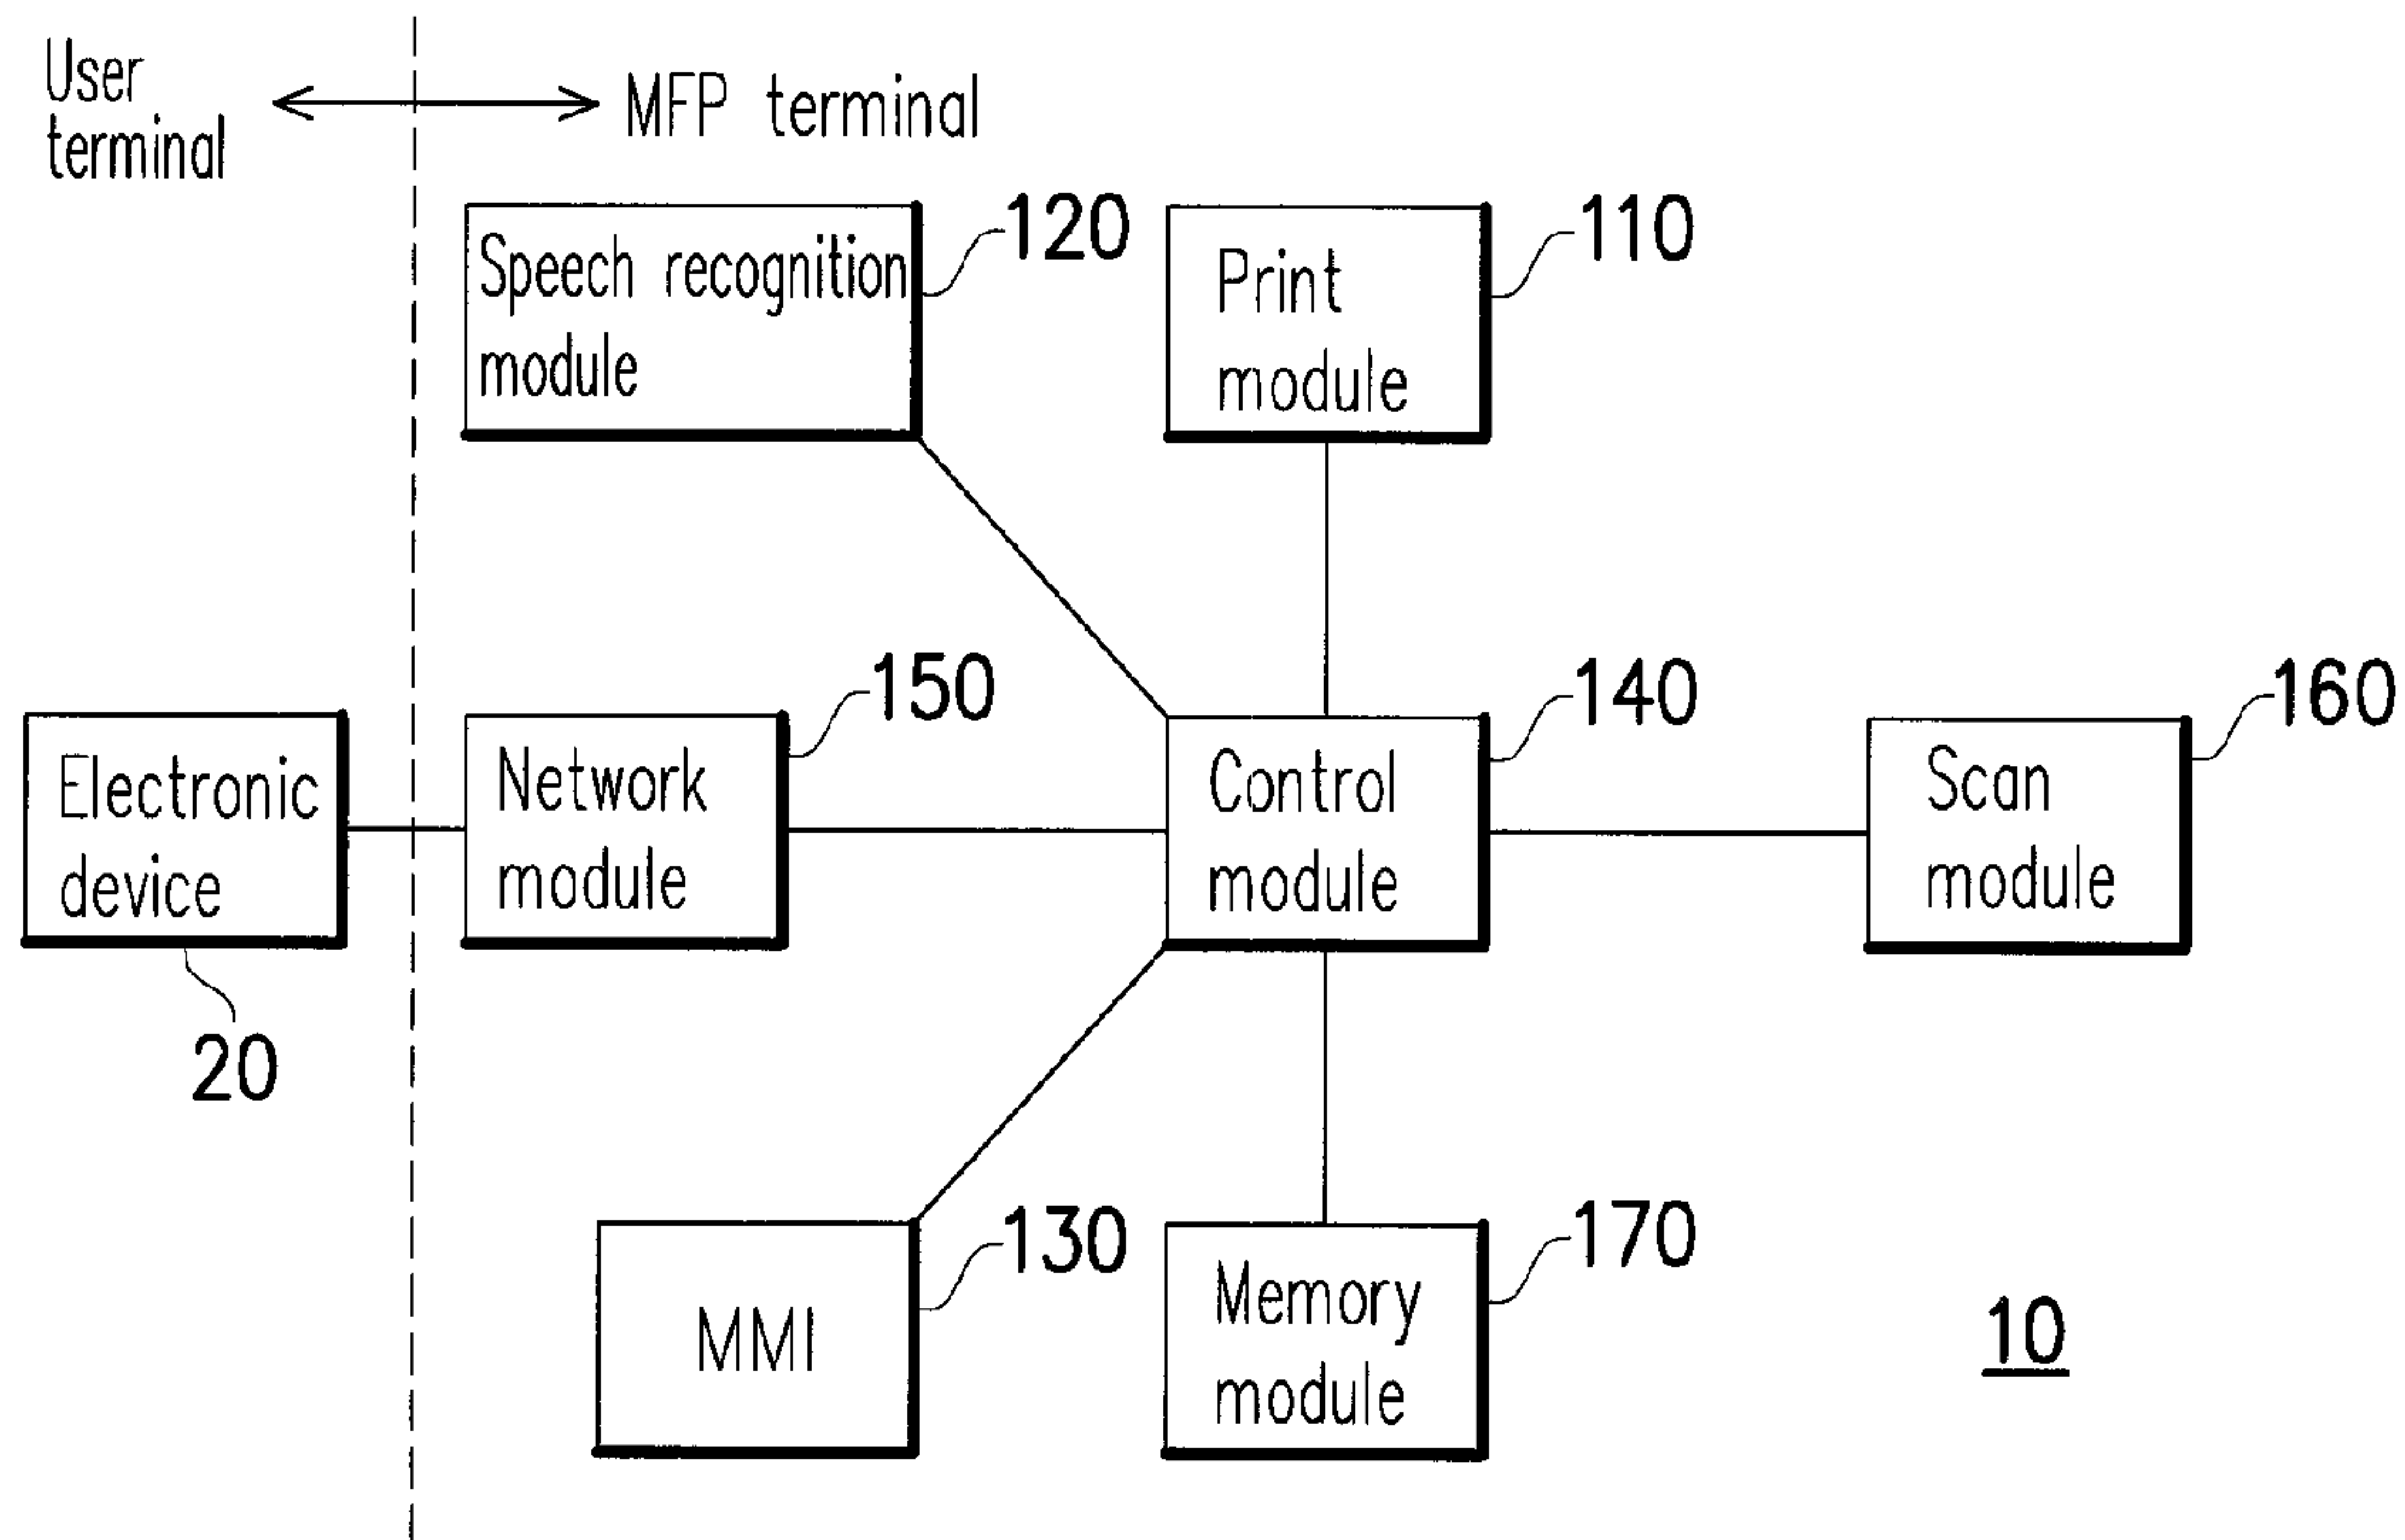 User
terminal
MFP terminal
Speech recognition
module
120
Print
module
110
Electronic
device
20
Network
module
150
Control
module
140
Scan
module
160
MMI
130
Memory
module
170
10